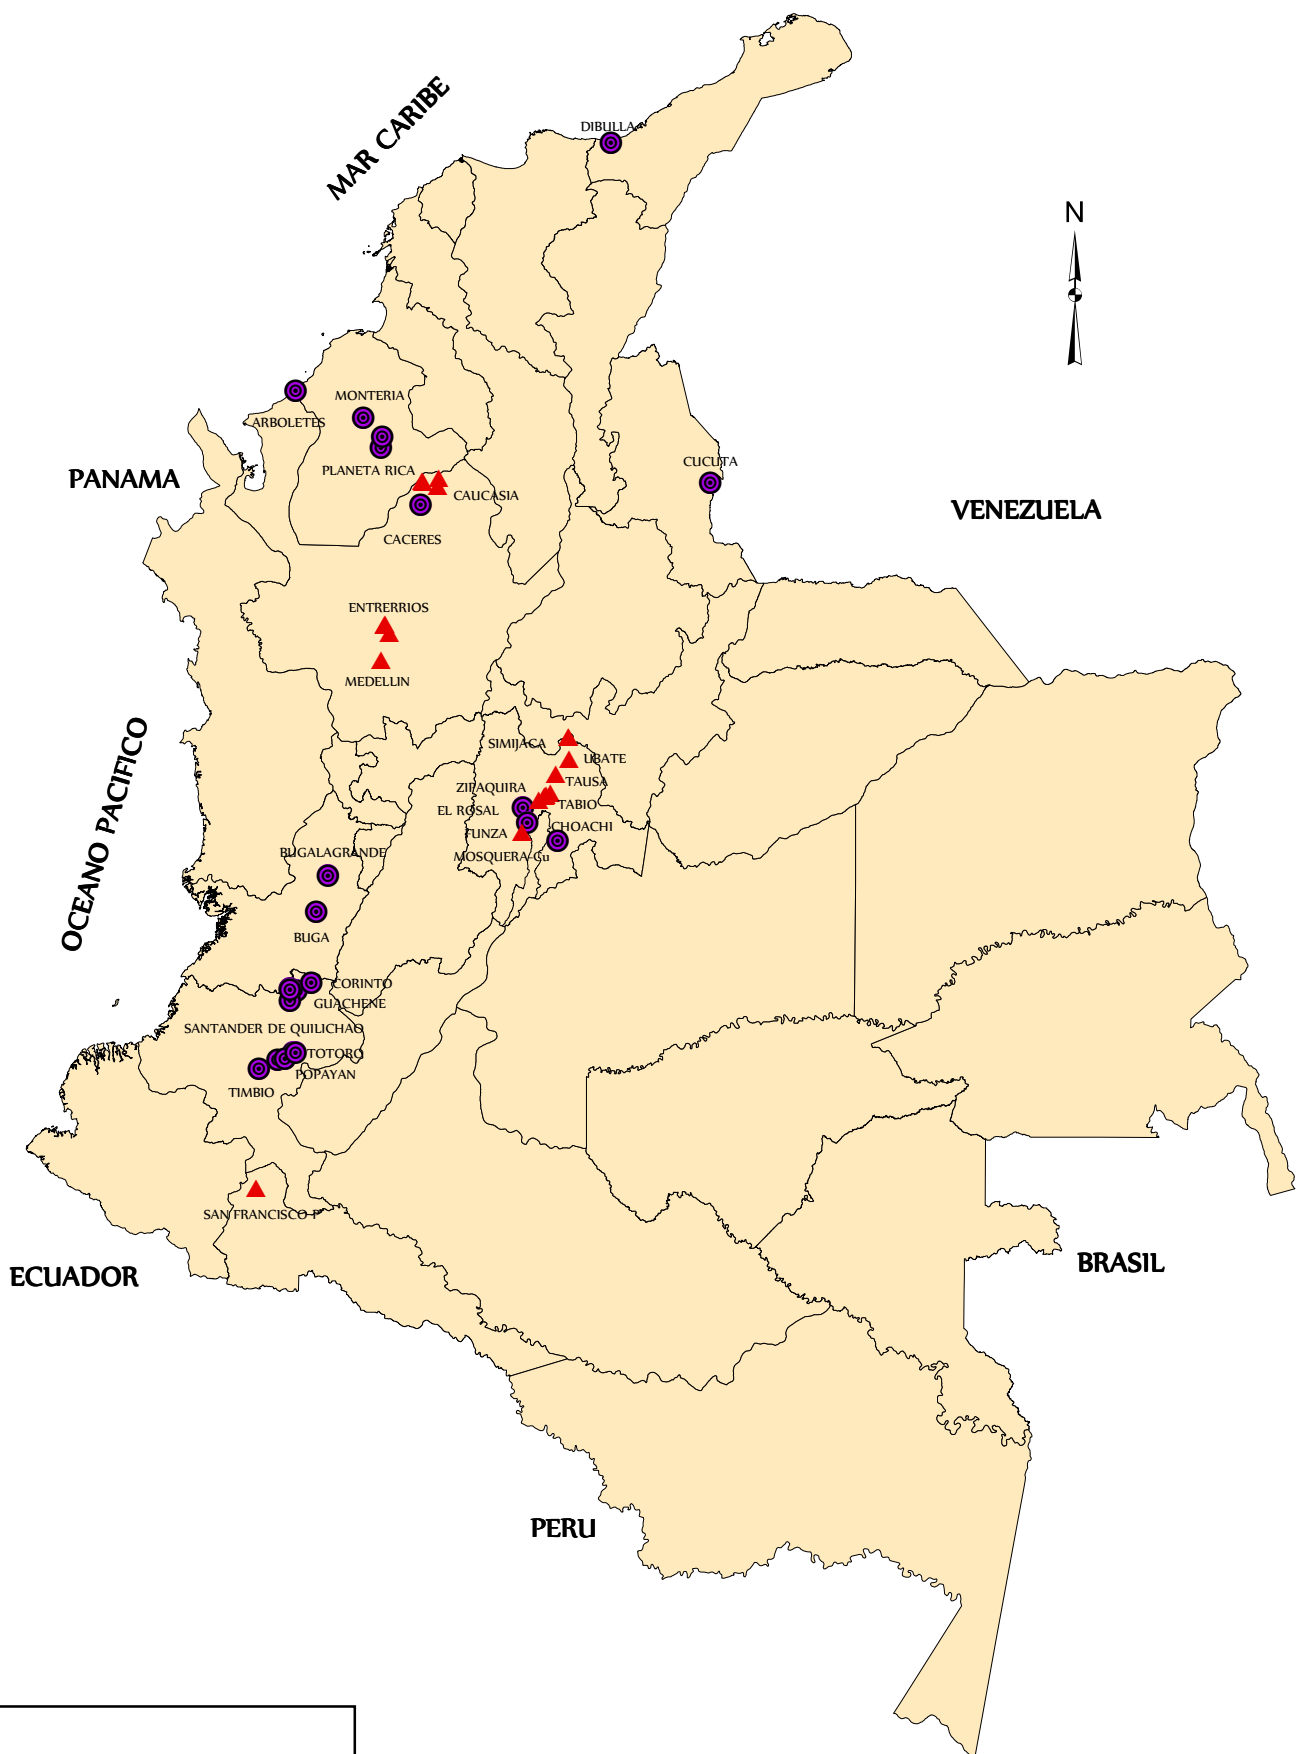 MAR CARIBE
DIBULLA
N
MONTERIA
ARBOLETES
PLANETA RICA
CUCUTA
PANAMA
CAUCASIA
VENEZUELA
CACERES
ENTRERRIOS
MEDELLIN
OCEANO PACIFICO
SIMIJACA
UBATE
TAUSA
ZIPAQUIRA
TABIO
EL ROSAL
CHOACHI
FUNZA
MOSQUERA-Cu
BUGALAGRANDE
BUGA
CORINTO
GUACHENE
SANTANDER DE QUILICHAO
TOTORO
POPAYAN
TIMBIO
SAN FRANCISCO-P
ECUADOR
BRASIL
PERU